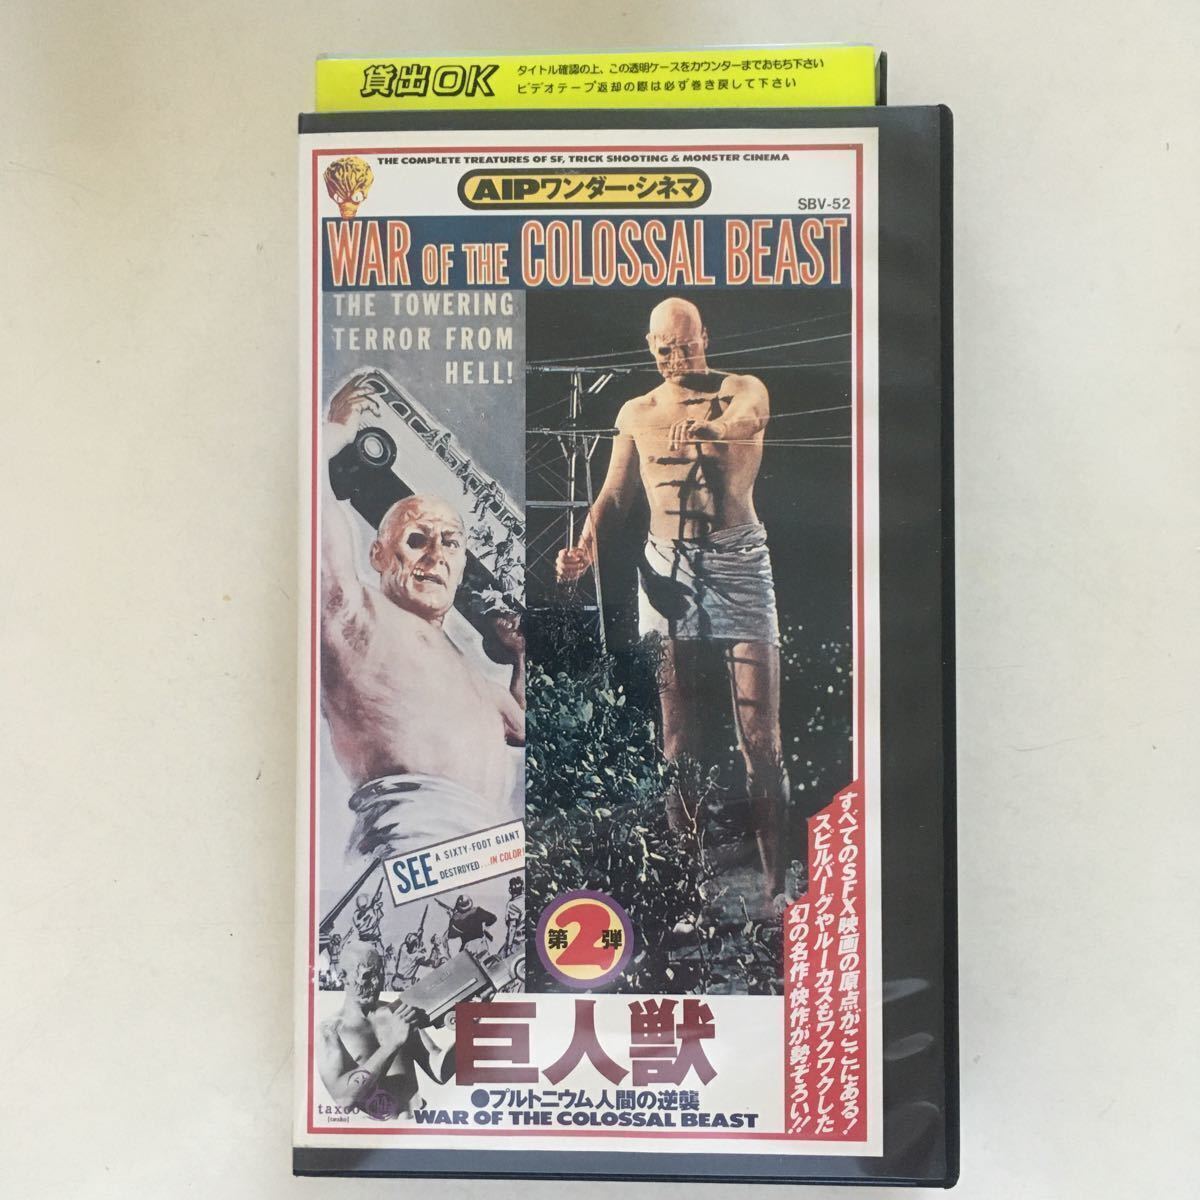 貸出OK
タイトル確認の上、この透明ケースをカウンターまでおもち下さい
ビデオテープ返却の際は必ず巻き戻して下さい
THE COMPLETE TREATURES OF SF, TRICK SHOOTING & MONSTER CINEMA
AIPワンダー・シネマ
SBV-52
WAR OF THE COLOSSAL BEAST
THE TOWERING
TERROR FROM
HELL!
SEE A SIXTY-FOOT GIANT
DESTROYED...IN COLOR!
第2弾
すべてのSFX映画の原点がここにある!
スピルバーグやルーカスもワクワクした
幻の名作・快作が勢ぞろい!!
巨人獣
●プルトニウム人間の逆襲
WAR OF THE COLOSSAL BEAST
taxoo